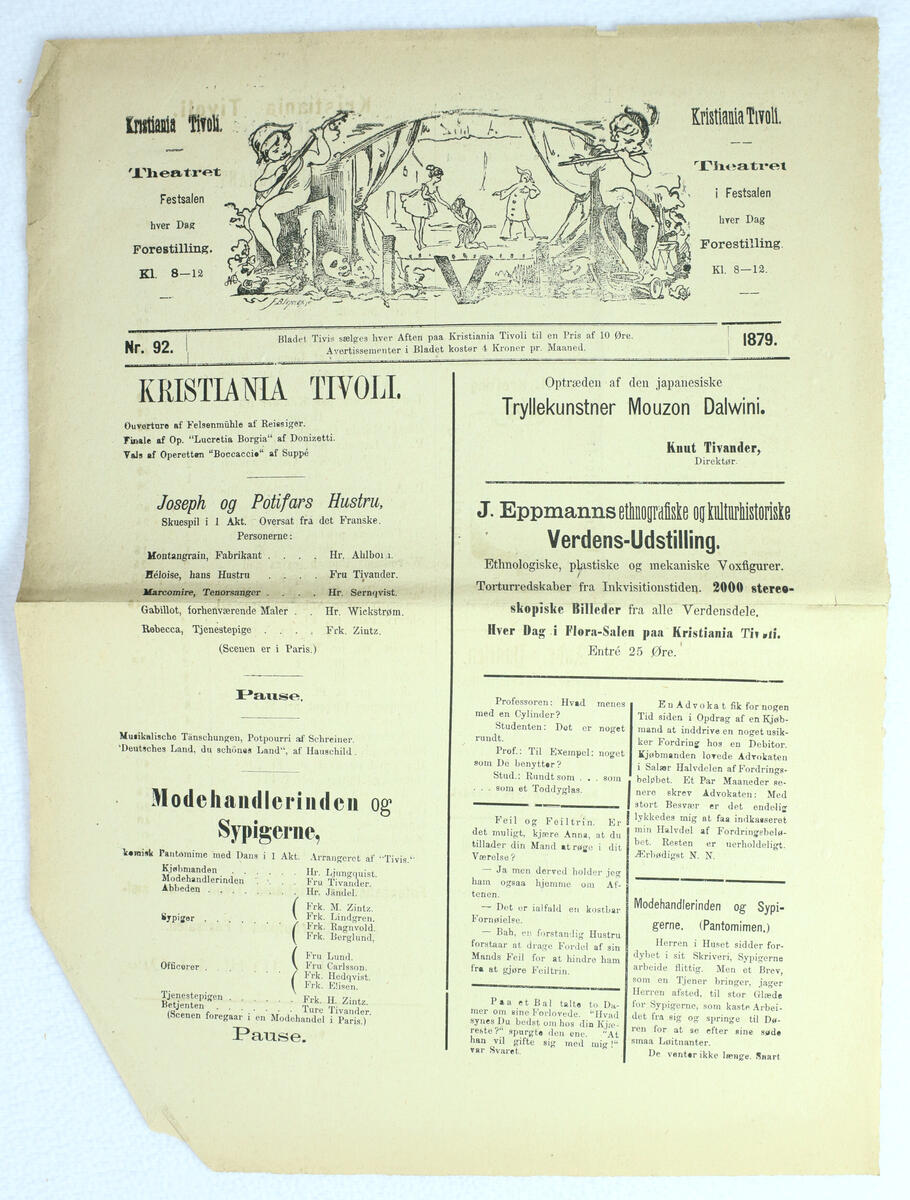 Kristiania Tivoli.
Theatret
Festsalen
hver Dag
Forestilling.
Kl. 8—12
Kristiania Tivoli.
Theatret
i Festsalen
hver Dag
Forestilling.
Kl. 8—12.
Nr. 92.
Bladet Tivis sælges hver Aften paa Kristiania Tivoli til en Pris af 10 Øre.
Avertissementer i Bladet koster 4 Kroner pr. Maaned.
1879.
KRISTIANIA TIVOLI.
Ouverture af Felsenmühle af Reissiger.
Finale af Op. "Lucretia Borgia" af Donizetti.
Vals af Operetten "Boccaccio" af Suppé
Joseph og Potifars Hustru,
Skuespil i 1 Akt. Oversat fra det Franske.
Personerne:
Montangrain, Fabrikant . . . . Hr. Ahlbom.
Héloise, hans Hustru . . . . Fru Tivander.
Marcomire, Tenorsanger . . . . Hr. Sernqvist.
Gabillot, forhenværende Maler . . Hr. Wickstrøm.
Rebecca, Tjenestepige . . . . Frk. Zintz.
(Scenen er i Paris.)
Pause.
Musikalische Tänschungen, Potpourri af Schreiner.
"Deutsches Land, du schönes Land", af Hauschild.
Modehandlerinden og
Sypigerne,
komisk Pantomime med Dans i 1 Akt. Arrangeret af "Tivis."
Kjøbmanden . . . . . Hr. Ljungquist.
Modehandlerinden . . . . Fru Tivander.
Abbeden . . . . . . . . Hr. Jändel.
Sypiger . . . . . . . ( Frk. M. Zintz.
Frk. Lindgren.
Frk. Ragnvold.
Frk. Berglund,
Officerer . . . . . . . ( Fru Lund.
Fru Carlsson.
Frk. Hedqvist.
Frk. Elisen.
Tjenestepigen . . . . . . Frk. H. Zintz.
Betjenten . . . . . . . Ture Tivander.
(Scenen foregaar i en Modehandel i Paris.)
Pause.
Optræden af den japanesiske
Tryllekunstner Mouzon Dalwini.
Knut Tivander,
Direktør.
J. Eppmanns ethnografiske og kulturhistoriske
Verdens-Udstilling.
Ethnologiske, plastiske og mekaniske Voxfigurer.
Torturredskaber fra Inkvisitionstiden. 2000 stereo-
skopiske Billeder fra alle Verdensdele.
Hver Dag i Flora-Salen paa Kristiania Tivoli.
Entré 25 Øre.
Professoren: Hvad menes
med en Cylinder?
Studenten: Det er noget
rundt.
Prof.: Til Exempel: noget
som De benytter?
Stud.: Rundt som . . . som
. . . som et Toddyglas.
Feil og Feiltrin. Er
det muligt, kjære Anna, at du
tillader din Mand at røge i dit
Værelse?
— Ja men derved holder jeg
ham ogsaa hjemme om Af-
tenen.
— Det er ialfald en kostbar
Fornøielse.
— Bah, en forstandig Hustru
forstaar at drage Fordel af sin
Mands Feil for at hindre ham
fra at gjøre Feiltrin.
Paa et Bal talte to Da-
mer om sine Forlovede. "Hvad
synes Du bedst om hos din Kjæ-
reste?" spurgte den ene. "At
han vil gifte sig med mig!"
var Svaret.
En Advokat fik for nogen
Tid siden i Opdrag af en Kjøb-
mand at inddrive en noget usik-
ker Fordring hos en Debitor.
Kjøbmanden lovede Advokaten
i Salær Halvdelen af Fordrings-
beløbet. Et Par Maaneder se-
nere skrev Advokaten: Med
stort Besvær er det endelig
lykkedes mig at faa indkasseret
min Halvdel af Fordringsbelø-
bet. Resten er uerholdeligt.
Ærbødigst N. N.
Modehandlerinden og Sypi-
gerne. (Pantomimen.)
Herren i Huset sidder for-
dybet i sit Skriveri, Sypigerne
arbeide flittig. Men et Brev,
som en Tjener bringer, jager
Herren afsted, til stor Glæde
for Sypigerne, som kaste Arbei-
det fra sig og springe til Dø-
ren for at se efter sine søde
smaa Løitnanter.
De venter ikke længe. Snart